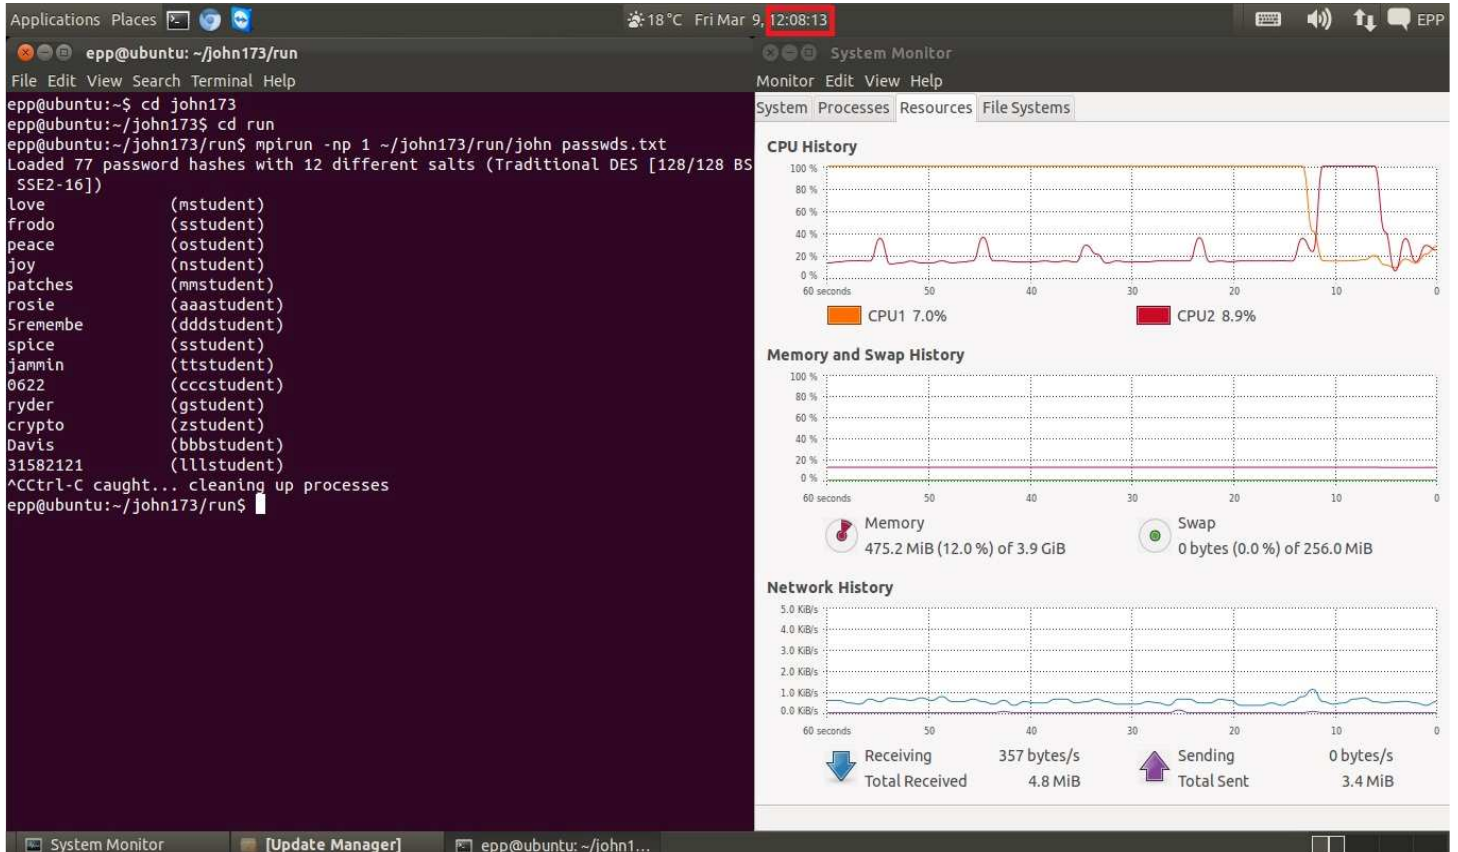 Applications Places 18 °C Fri Mar 9, 12:08:13 EPP
epp@ubuntu: ~/john173/run
File Edit View Search Terminal Help
epp@ubuntu:~$ cd john173
epp@ubuntu:~/john173$ cd run
epp@ubuntu:~/john173/run$ mpirun -np 1 ~/john173/run/john passwds.txt
Loaded 77 password hashes with 12 different salts (Traditional DES [128/128 BS
SSE2-16])
love (mstudent)
frodo (sstudent)
peace (ostudent)
joy (nstudent)
patches (mmstudent)
rosie (aaastudent)
5remembe (dddstudent)
spice (sstudent)
jammin (ttstudent)
0622 (cccstudent)
ryder (gstudent)
crypto (zstudent)
Davis (bbbstudent)
31582121 (lllstudent)
^CCtrl-C caught... cleaning up processes
epp@ubuntu:~/john173/run$
System Monitor
Monitor Edit View Help
System Processes Resources File Systems
CPU History
100 %
80 %
60 %
40 %
20 %
0 %
60 seconds 50 40 30 20 10 0
CPU1 7.0% CPU2 8.9%
Memory and Swap History
100 %
80 %
60 %
40 %
20 %
0 %
60 seconds 50 40 30 20 10 0
Memory Swap
475.2 MiB (12.0 %) of 3.9 GiB 0 bytes (0.0 %) of 256.0 MiB
Network History
5.0 KiB/s
4.0 KiB/s
3.0 KiB/s
2.0 KiB/s
1.0 KiB/s
0.0 KiB/s
60 seconds 50 40 30 20 10 0
Receiving 357 bytes/s Sending 0 bytes/s
Total Received 4.8 MiB Total Sent 3.4 MiB
System Monitor [Update Manager] epp@ubuntu: ~/john1...